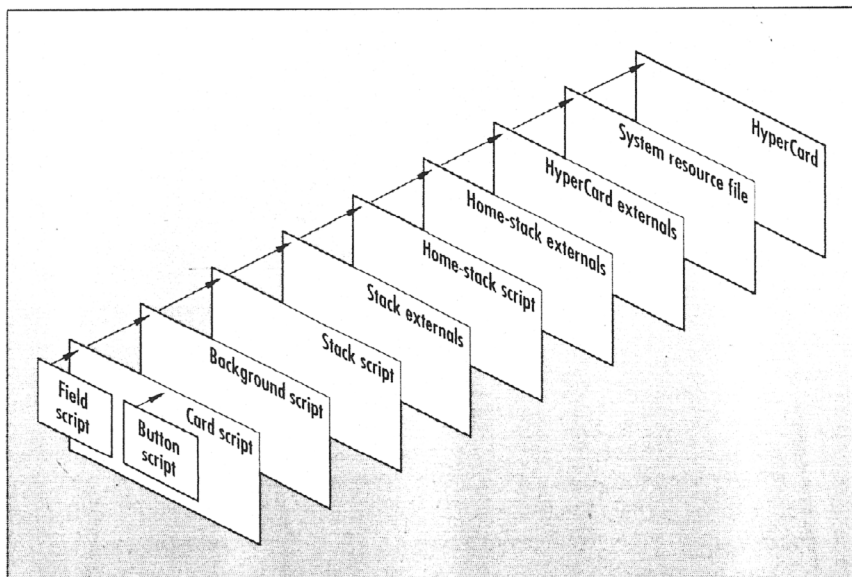 HyperCard
System resource file
HyperCard externals
Home-stack externals
Home-stack script
Stack externals
Stack script
Background script
Card script
Field
script
Button
script